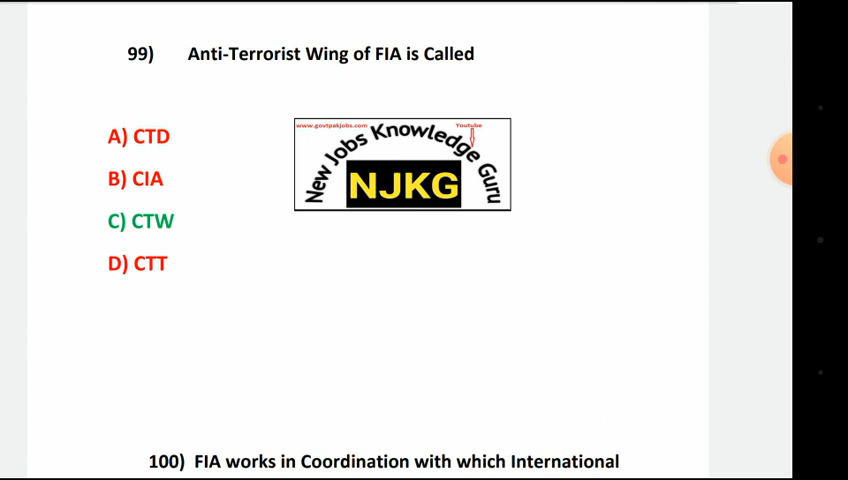 99) Anti-Terrorist Wing of FIA is Called
A) CTD
B) CIA
C) CTW
D) CTT
www.govtpakjobs.com
Youtube
New Jobs Knowledge Guru
NJKG
100) FIA works in Coordination with which International